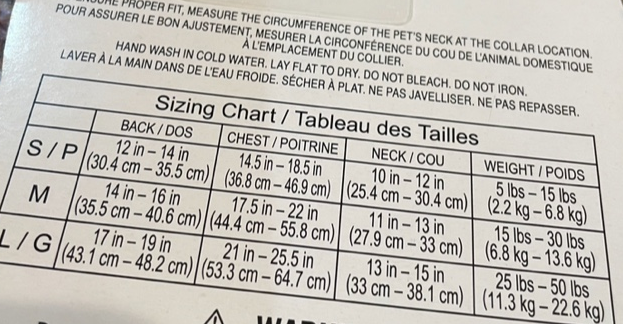 PROPER FIT, MEASURE THE CIRCUMFERENCE OF THE PET'S NECK AT THE COLLAR LOCATION.
POUR ASSURER LE BON AJUSTEMENT, MESURER LA CIRCONFÉRENCE DU COU DE L'ANIMAL DOMESTIQUE
À L'EMPLACEMENT DU COLLIER.
HAND WASH IN COLD WATER. LAY FLAT TO DRY. DO NOT BLEACH. DO NOT IRON.
LAVER À LA MAIN DANS DE L'EAU FROIDE. SÉCHER À PLAT. NE PAS JAVELLISER. NE PAS REPASSER.
Sizing Chart / Tableau des Tailles
BACK / DOS CHEST / POITRINE NECK / COU WEIGHT / POIDS
S / P 12 in – 14 in 14.5 in – 18.5 in 10 in – 12 in 5 lbs – 15 lbs
(30.4 cm – 35.5 cm) (36.8 cm – 46.9 cm) (25.4 cm – 30.4 cm) (2.2 kg – 6.8 kg)
M 14 in – 16 in 17.5 in – 22 in 11 in – 13 in 15 lbs – 30 lbs
(35.5 cm – 40.6 cm) (44.4 cm – 55.8 cm) (27.9 cm – 33 cm) (6.8 kg – 13.6 kg)
L / G 17 in – 19 in 21 in – 25.5 in 13 in – 15 in 25 lbs – 50 lbs
(43.1 cm – 48.2 cm) (53.3 cm – 64.7 cm) (33 cm – 38.1 cm) (11.3 kg – 22.6 kg)